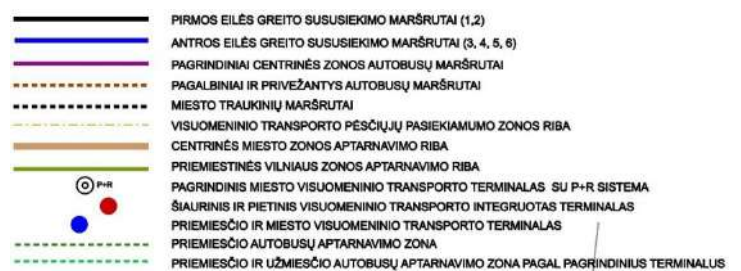 PIRMOS EILĖS GREITO SUSUSIEKIMO MARŠRUTAI (1,2)
ANTROS EILĖS GREITO SUSUSIEKIMO MARŠRUTAI (3, 4, 5, 6)
PAGRINDINIAI CENTRINĖS ZONOS AUTOBUSŲ MARŠRUTAI
PAGALBINIAI IR PRIVEŽANTYS AUTOBUSŲ MARŠRUTAI
MIESTO TRAUKINIŲ MARŠRUTAI
VISUOMENINIO TRANSPORTO PĖSČIŲJŲ PASIEKIAMUMO ZONOS RIBA
CENTRINĖS MIESTO ZONOS APTARNAVIMO RIBA
PRIEMIESTINĖS VILNIAUS ZONOS APTARNAVIMO RIBA
P+R PAGRINDINIS MIESTO VISUOMENINIO TRANSPORTO TERMINALAS SU P+R SISTEMA
ŠIAURINIS IR PIETINIS VISUOMENINIO TRANSPORTO INTEGRUOTAS TERMINALAS
PRIEMIESČIO IR MIESTO VISUOMENINIO TRANSPORTO TERMINALAS
PRIEMIESČIO AUTOBUSŲ APTARNAVIMO ZONA
PRIEMIESČIO IR UŽMIESČIO AUTOBUSŲ APTARNAVIMO ZONA PAGAL PAGRINDINIUS TERMINALUS